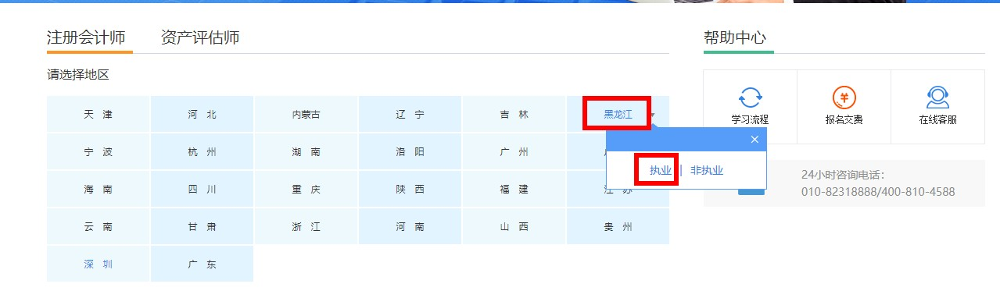 注册会计师 资产评估师
请选择地区
天 津 河 北 内蒙古 辽 宁 吉 林 黑龙江
宁 波 杭 州 湖 南 洛 阳 广 州
海 南 四 川 重 庆 陕 西 福 建 江 苏
云 南 甘 肃 浙 江 河 南 山 西 贵 州
深 圳 广 东
执业 | 非执业
帮助中心
学习流程 报名交费 在线客服
24小时咨询电话：
010-82318888/400-810-4588